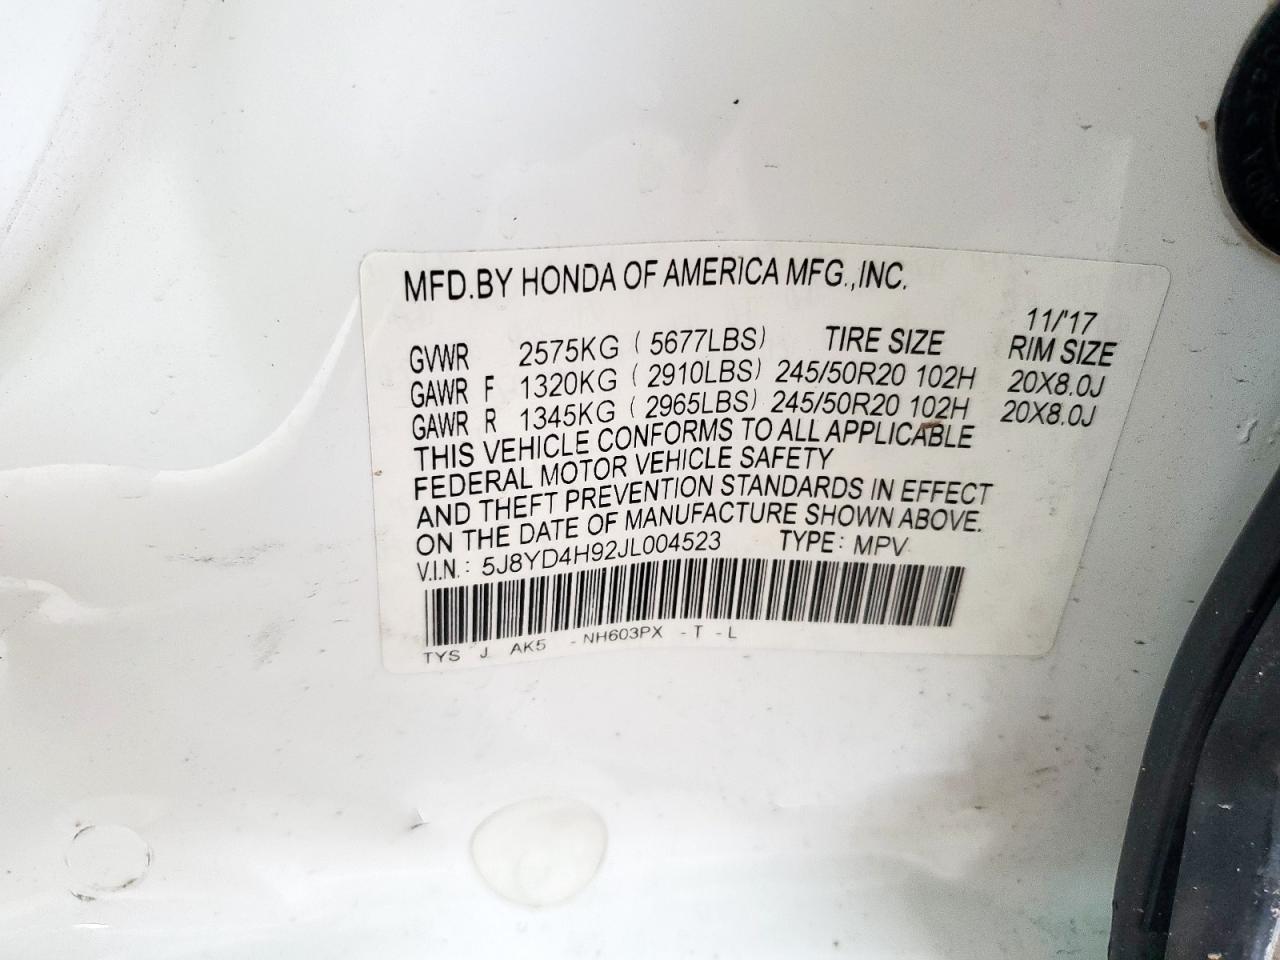 MFD.BY HONDA OF AMERICA MFG.,INC.
11/'17
GVWR 2575KG ( 5677LBS) TIRE SIZE RIM SIZE
GAWR F 1320KG ( 2910LBS) 245/50R20 102H 20X8.0J
GAWR R 1345KG ( 2965LBS) 245/50R20 102H 20X8.0J
THIS VEHICLE CONFORMS TO ALL APPLICABLE
FEDERAL MOTOR VEHICLE SAFETY
AND THEFT PREVENTION STANDARDS IN EFFECT
ON THE DATE OF MANUFACTURE SHOWN ABOVE.
V.I.N.: 5J8YD4H92JL004523 TYPE: MPV
TYS J AK5 - NH603PX - T - L